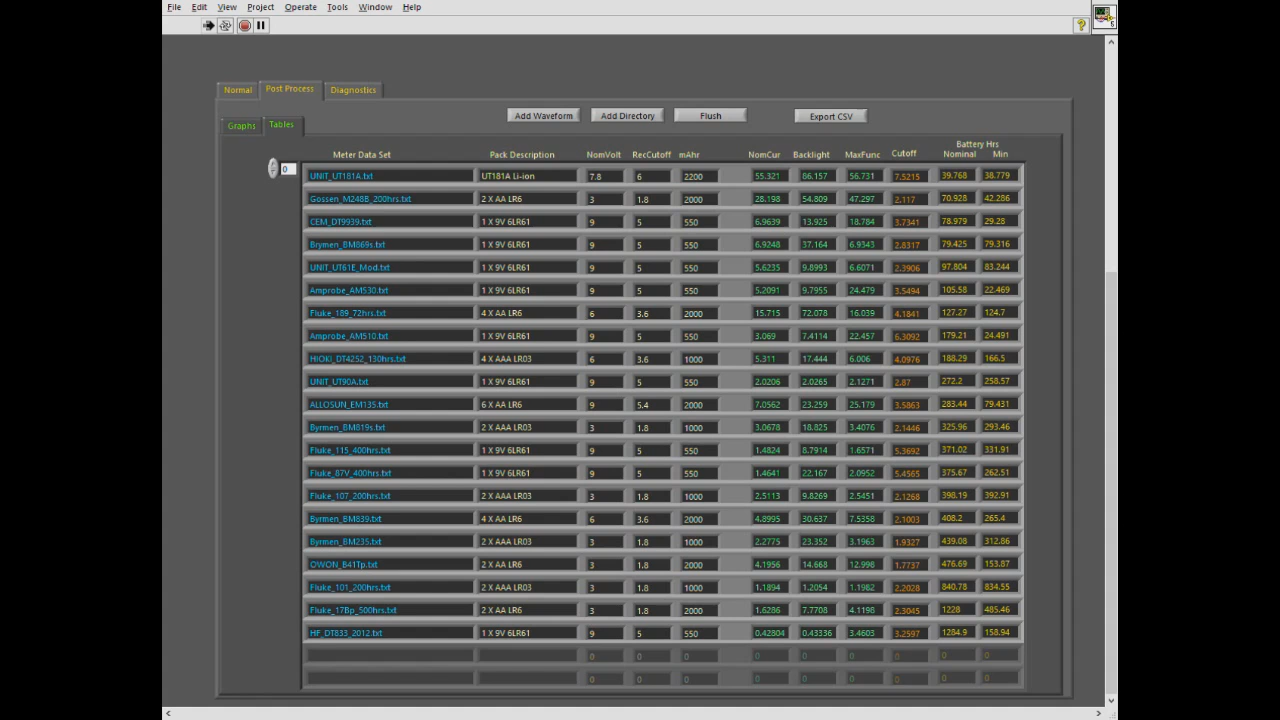 File Edit View Project Operate Tools Window Help
?
5
Normal Post Process Diagnostics
Add Waveform Add Directory Flush Export CSV
Graphs Tables
Battery Hrs
Meter Data Set Pack Description NomVolt RecCutoff mAhr NomCur Backlight MaxFunc Cutoff Nominal Min
0
UNIT_UT181A.txt UT181A Li-ion 7.8 6 2200 55.321 86.157 56.731 7.5215 39.768 38.779
Gossen_M248B_200hrs.txt 2 X AA LR6 3 1.8 2000 28.198 54.809 47.297 2.117 70.928 42.286
CEM_DT9939.txt 1 X 9V 6LR61 9 5 550 6.9639 13.925 18.784 3.7341 78.979 29.28
Brymen_BM869s.txt 1 X 9V 6LR61 9 5 550 6.9248 37.164 6.9343 2.8317 79.425 79.316
UNIT_UT61E_Mod.txt 1 X 9V 6LR61 9 5 550 5.6235 9.8993 6.6071 2.3906 97.804 83.244
Amprobe_AM530.txt 1 X 9V 6LR61 9 5 550 5.2091 9.7955 24.479 3.5494 105.58 22.469
Fluke_189_72hrs.txt 4 X AA LR6 6 3.6 2000 15.715 72.078 16.039 4.1841 127.27 124.7
Amprobe_AM510.txt 1 X 9V 6LR61 9 5 550 3.069 7.4114 22.457 6.3092 179.21 24.491
HIOKI_DT4252_130hrs.txt 4 X AAA LR03 6 3.6 1000 5.311 17.444 6.006 4.0976 188.29 166.5
UNIT_UT90A.txt 1 X 9V 6LR61 9 5 550 2.0206 2.0265 2.1271 2.87 272.2 258.57
ALLOSUN_EM135.txt 6 X AA LR6 9 5.4 2000 7.0562 23.259 25.179 3.5863 283.44 79.431
Byrmen_BM819s.txt 2 X AAA LR03 3 1.8 1000 3.0678 18.825 3.4076 2.1446 325.96 293.46
Fluke_115_400hrs.txt 1 X 9V 6LR61 9 5 550 1.4824 8.7914 1.6571 5.3692 371.02 331.91
Fluke_87V_400hrs.txt 1 X 9V 6LR61 9 5 550 1.4641 22.167 2.0952 5.4565 375.67 262.51
Fluke_107_200hrs.txt 2 X AAA LR03 3 1.8 1000 2.5113 9.8269 2.5451 2.1268 398.19 392.91
Byrmen_BM839.txt 4 X AA LR6 6 3.6 2000 4.8995 30.637 7.5358 2.1003 408.2 265.4
Byrmen_BM235.txt 2 X AAA LR03 3 1.8 1000 2.2775 23.352 3.1963 1.9327 439.08 312.86
OWON_B41Tp.txt 2 X AA LR6 3 1.8 2000 4.1956 14.668 12.998 1.7737 476.69 153.87
Fluke_101_200hrs.txt 2 X AAA LR03 3 1.8 1000 1.1894 1.2054 1.1982 2.2028 840.78 834.55
Fluke_17Bp_500hrs.txt 2 X AA LR6 3 1.8 2000 1.6286 7.7708 4.1198 2.3045 1228 485.46
HF_DT833_2012.txt 1 X 9V 6LR61 9 5 550 0.42804 0.43336 3.4603 3.2597 1284.9 158.94
0 0 0 0 0 0 0 0 0
0 0 0 0 0 0 0 0 0